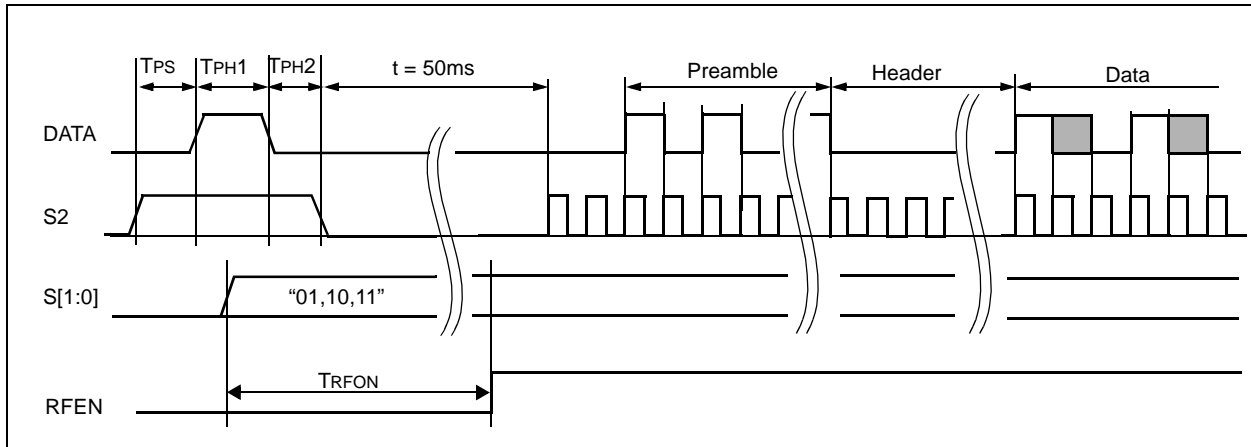 TPS TPH1 TPH2 t = 50ms Preamble Header Data
DATA
S2
S[1:0] “01,10,11”
TRFON
RFEN